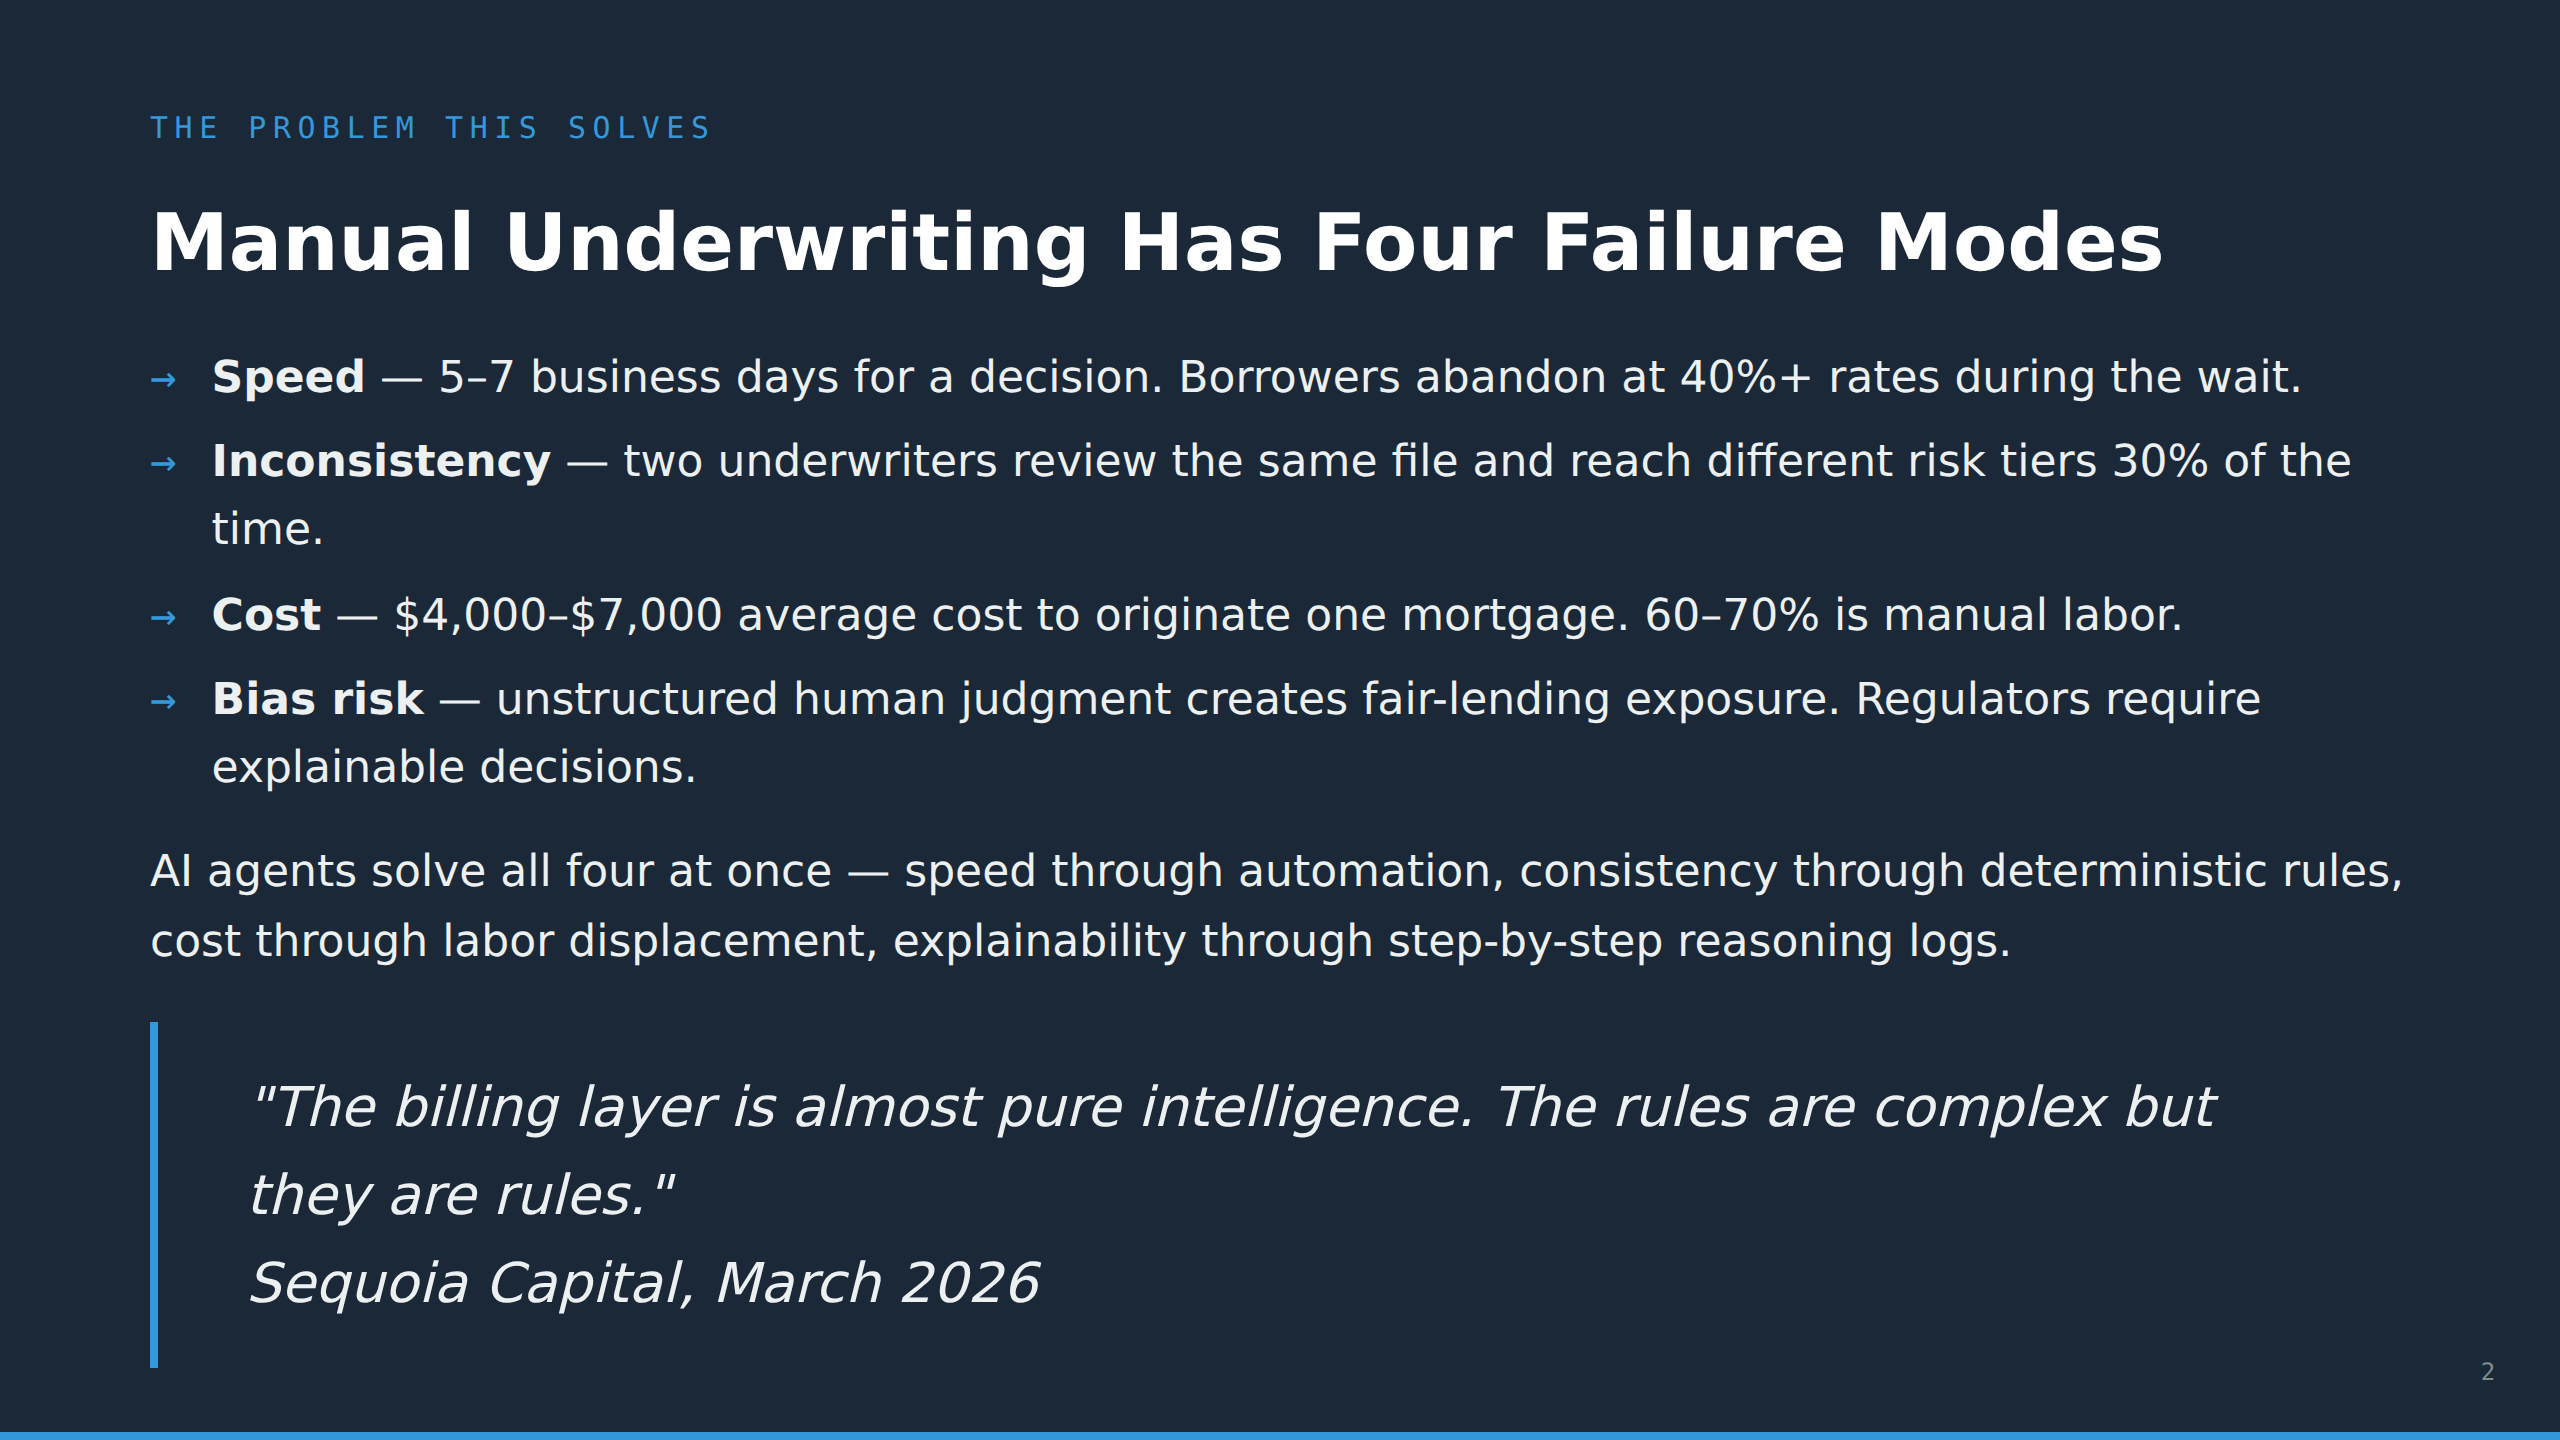 THE PROBLEM THIS SOLVES
Manual Underwriting Has Four Failure Modes
→ Speed — 5–7 business days for a decision. Borrowers abandon at 40%+ rates during the wait.
→ Inconsistency — two underwriters review the same file and reach different risk tiers 30% of the
time.
→ Cost — $4,000–$7,000 average cost to originate one mortgage. 60–70% is manual labor.
→ Bias risk — unstructured human judgment creates fair-lending exposure. Regulators require
explainable decisions.
AI agents solve all four at once — speed through automation, consistency through deterministic rules,
cost through labor displacement, explainability through step-by-step reasoning logs.
"The billing layer is almost pure intelligence. The rules are complex but
they are rules."
Sequoia Capital, March 2026
2